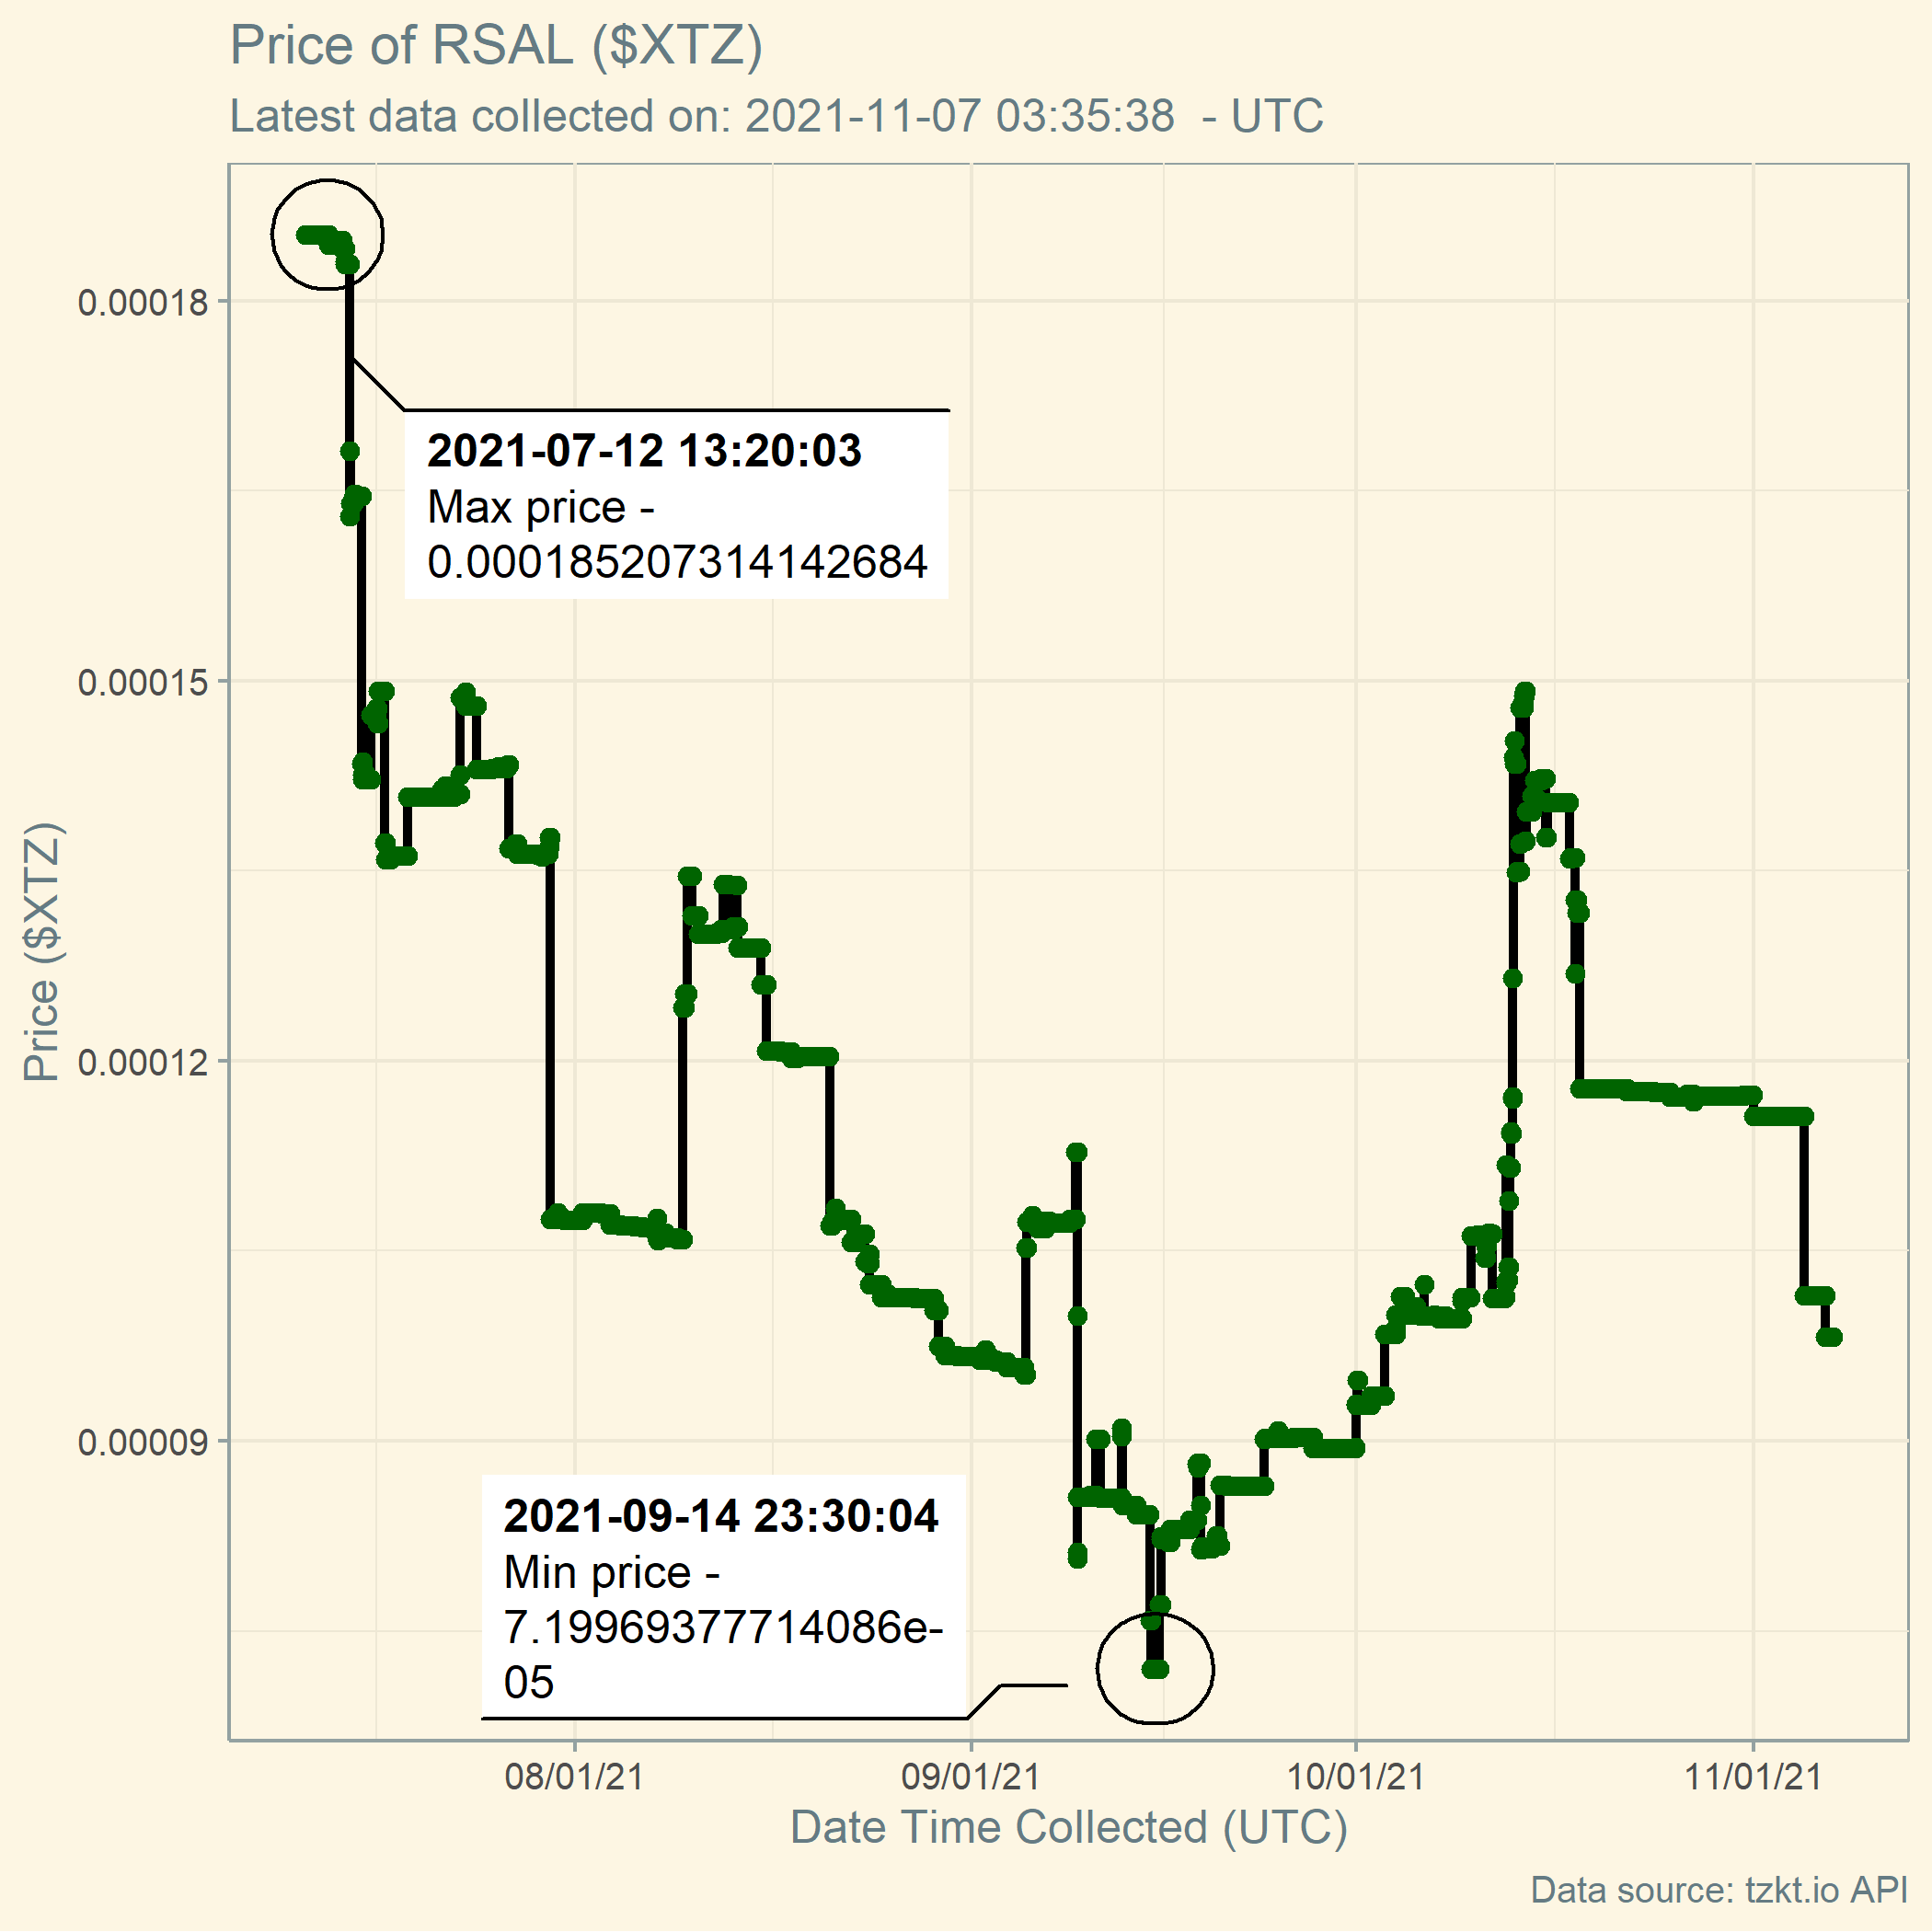 Price of RSAL ($XTZ)
Latest data collected on: 2021-11-07 03:35:38  - UTC
0.00018
0.00015
0.00012
0.00009
Price ($XTZ)
2021-07-12 13:20:03
Max price -
0.000185207314142684
2021-09-14 23:30:04
Min price -
7.19969377714086e-
05
08/01/21
09/01/21
10/01/21
11/01/21
Date Time Collected (UTC)
Data source: tzkt.io API